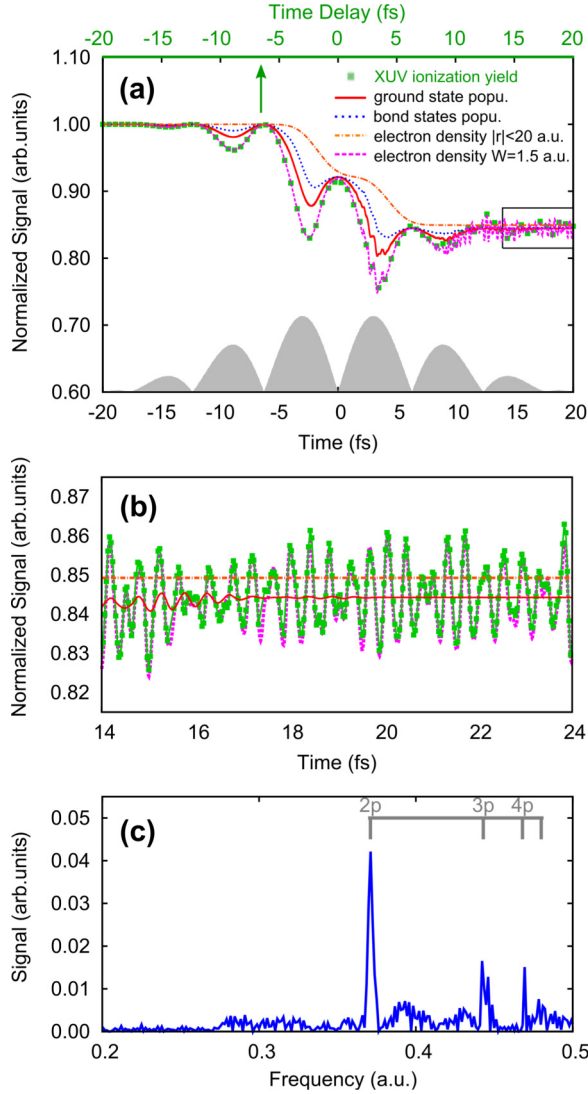 Time Delay (fs)
-20 -15 -10 -5 0 5 10 15 20
1.10
(a)
XUV ionization yield
ground state popu.
bond states popu.
electron density |r|<20 a.u.
electron density W=1.5 a.u.
1.00
0.90
0.80
0.70
0.60
Normalized Signal (arb.units)
-20 -15 -10 -5 0 5 10 15 20
Time (fs)
(b)
0.87
0.86
0.85
0.84
0.83
0.82
Normalized Signal (arb.units)
14 16 18 20 22 24
Time (fs)
(c)
2p 3p 4p
0.05
0.04
0.03
0.02
0.01
0.00
Signal (arb.units)
0.2 0.3 0.4 0.5
Frequency (a.u.)